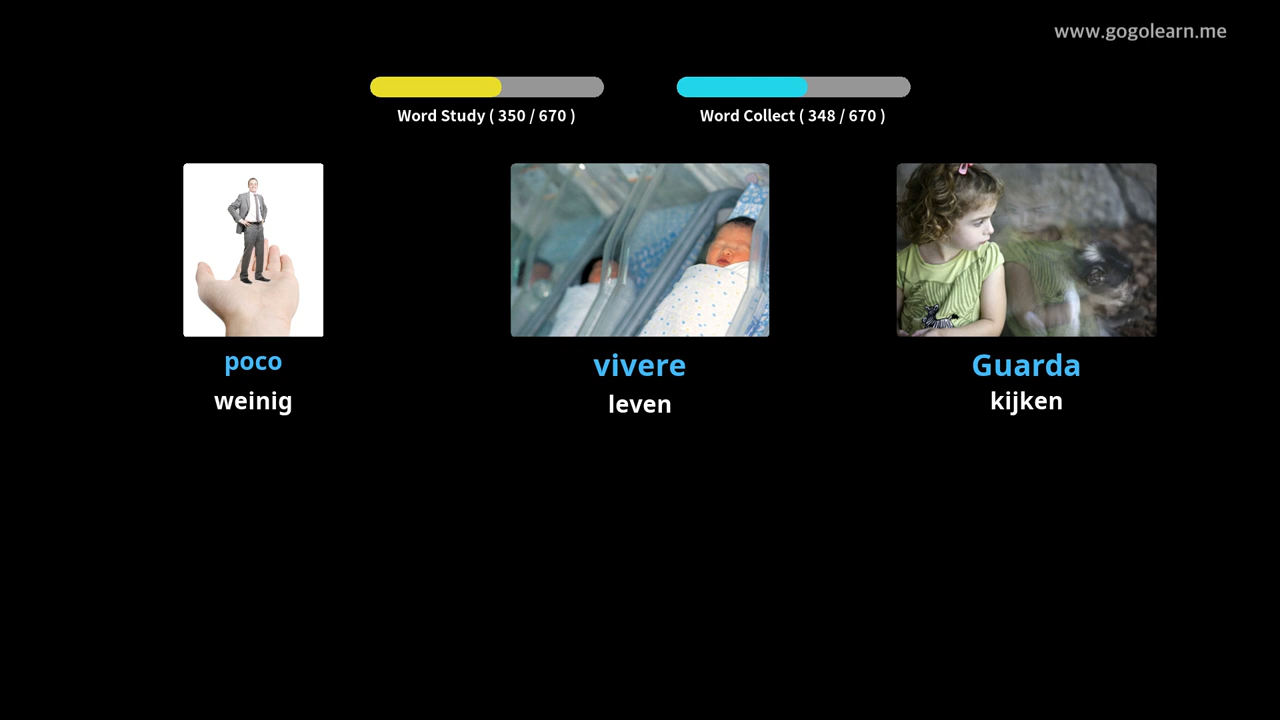 www.gogolearn.me
Word Study ( 350 / 670 )
Word Collect ( 348 / 670 )
poco
weinig
vivere
leven
Guarda
kijken